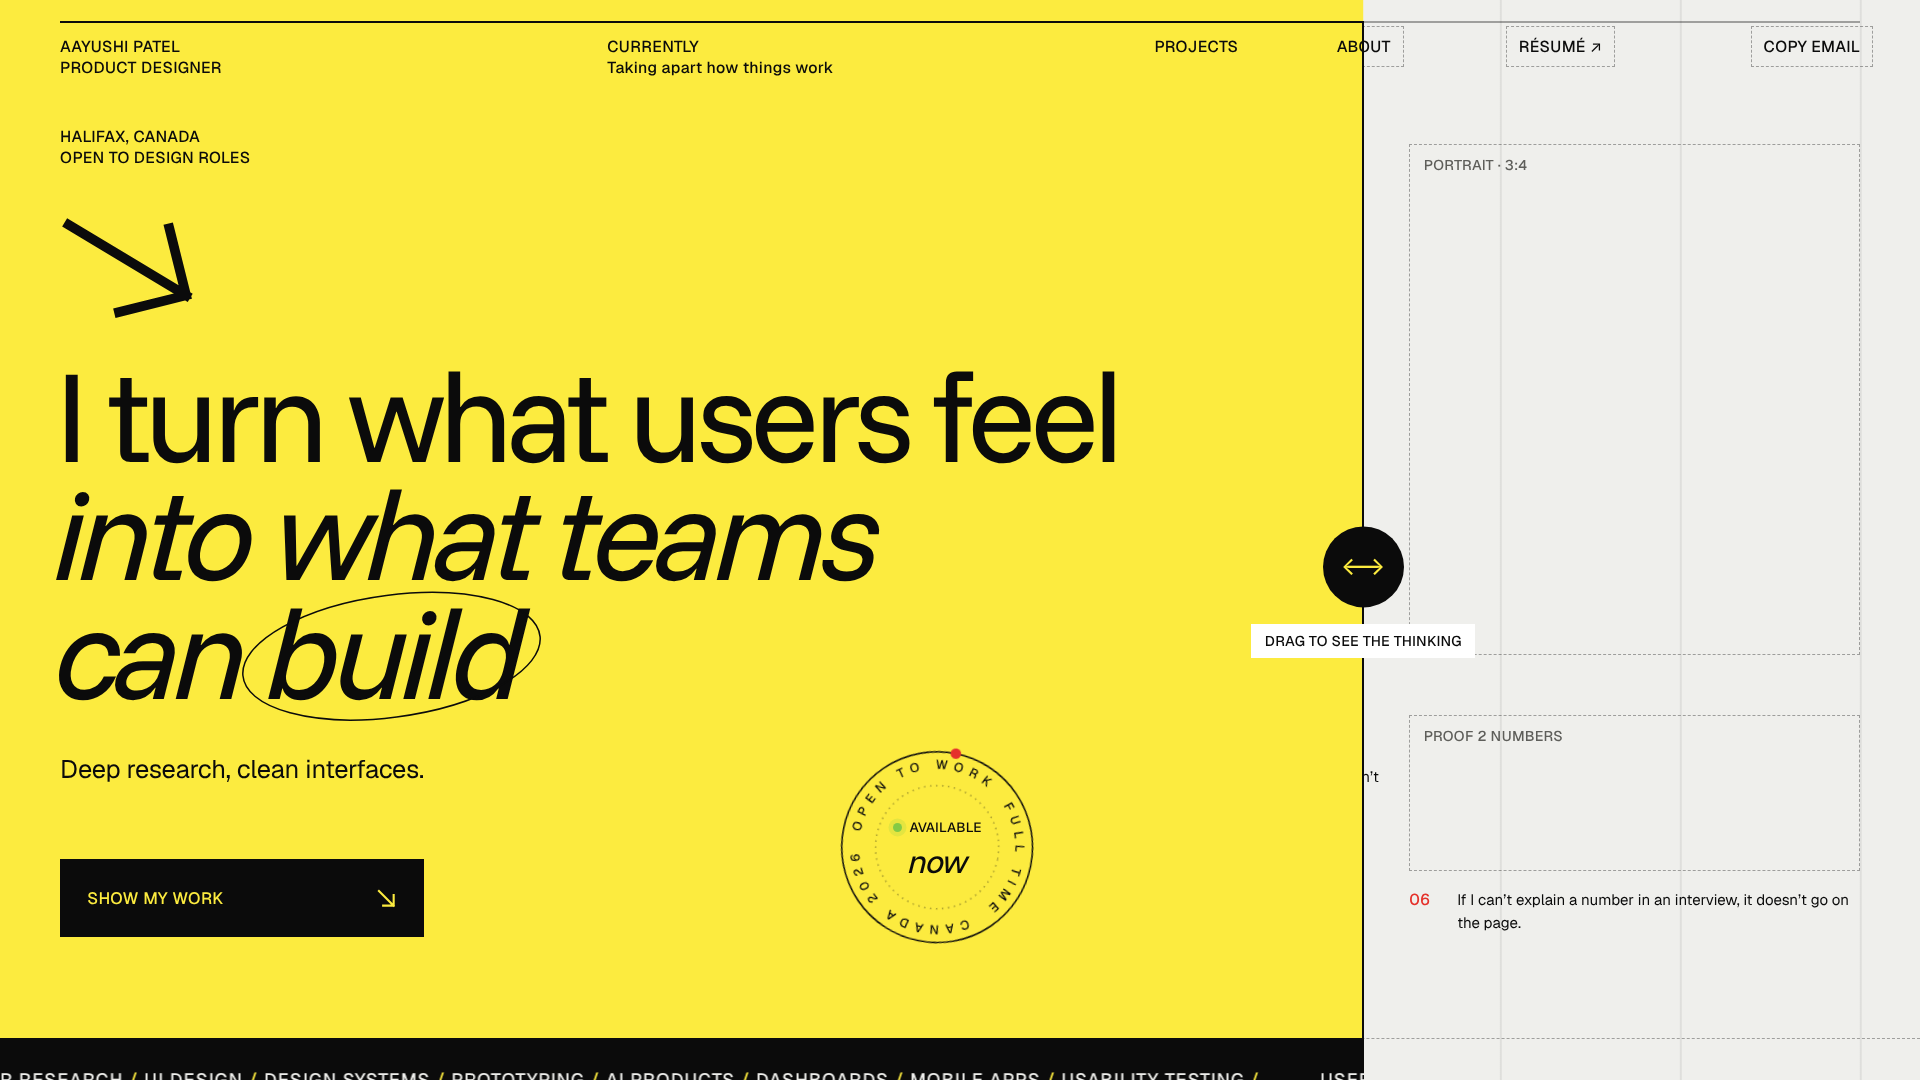 AAYUSHI PATEL
PRODUCT DESIGNER
CURRENTLY
Taking apart how things work
PROJECTS
ABOUT
RÉSUMÉ ↗
COPY EMAIL
HALIFAX, CANADA
OPEN TO DESIGN ROLES
PORTRAIT · 3:4
I turn what users feel
into what teams
can build
DRAG TO SEE THE THINKING
PROOF 2 NUMBERS
Deep research, clean interfaces.
n’t
OPEN TO WORK FULL TIME CANADA 2026
AVAILABLE
now
SHOW MY WORK
06 If I can’t explain a number in an interview, it doesn’t go on
the page.
R RESEARCH / UI DESIGN / DESIGN SYSTEMS / PROTOTYPING / AI PRODUCTS / DASHBOARDS / MOBILE APPS / USABILITY TESTING / USER